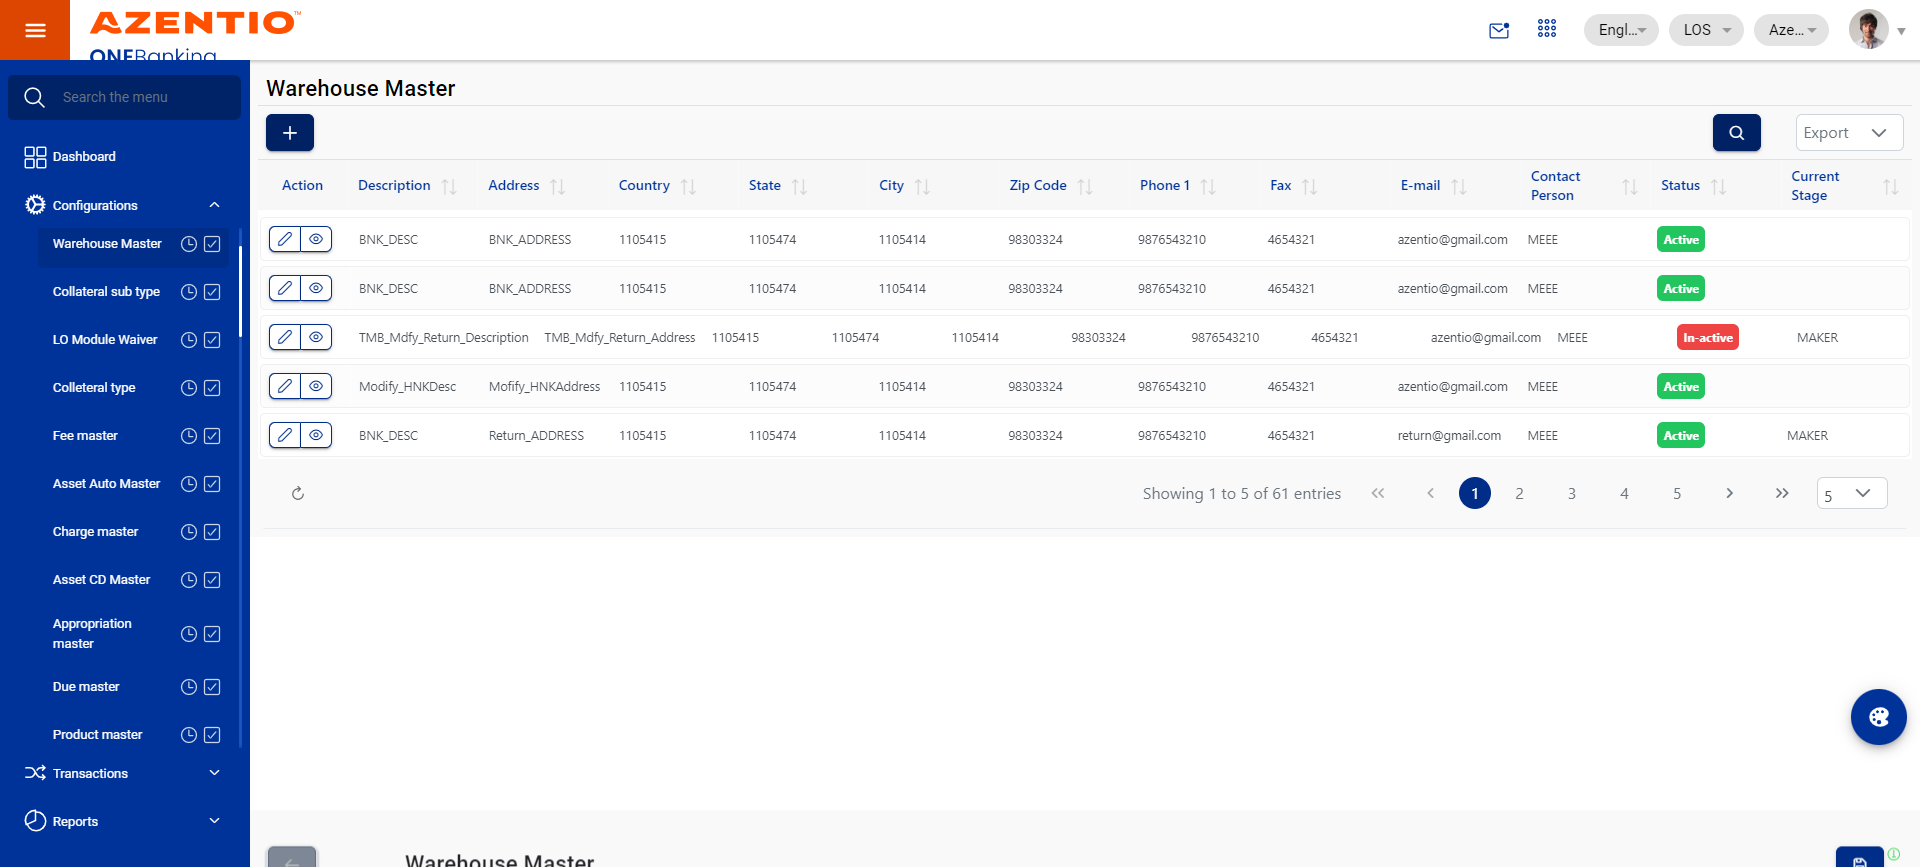 AZENTIO™
ONEBanking
Engl...
LOS
Aze...
Search the menu
Dashboard
Configurations
Warehouse Master
Collateral sub type
LO Module Waiver
Colleteral type
Fee master
Asset Auto Master
Charge master
Asset CD Master
Appropriation
master
Due master
Product master
Transactions
Reports
Warehouse Master
Export
Action Description Address Country State City Zip Code Phone 1 Fax E-mail Contact Person Status Current Stage
BNK_DESC BNK_ADDRESS 1105415 1105474 1105414 98303324 9876543210 4654321 azentio@gmail.com MEEE Active
BNK_DESC BNK_ADDRESS 1105415 1105474 1105414 98303324 9876543210 4654321 azentio@gmail.com MEEE Active
TMB_Mdfy_Return_Description TMB_Mdfy_Return_Address 1105415 1105474 1105414 98303324 9876543210 4654321 azentio@gmail.com MEEE In-active MAKER
Modify_HNKDesc Mofify_HNKAddress 1105415 1105474 1105414 98303324 9876543210 4654321 azentio@gmail.com MEEE Active
BNK_DESC Return_ADDRESS 1105415 1105474 1105414 98303324 9876543210 4654321 return@gmail.com MEEE Active MAKER
Showing 1 to 5 of 61 entries 1 2 3 4 5 5
Warehouse Master